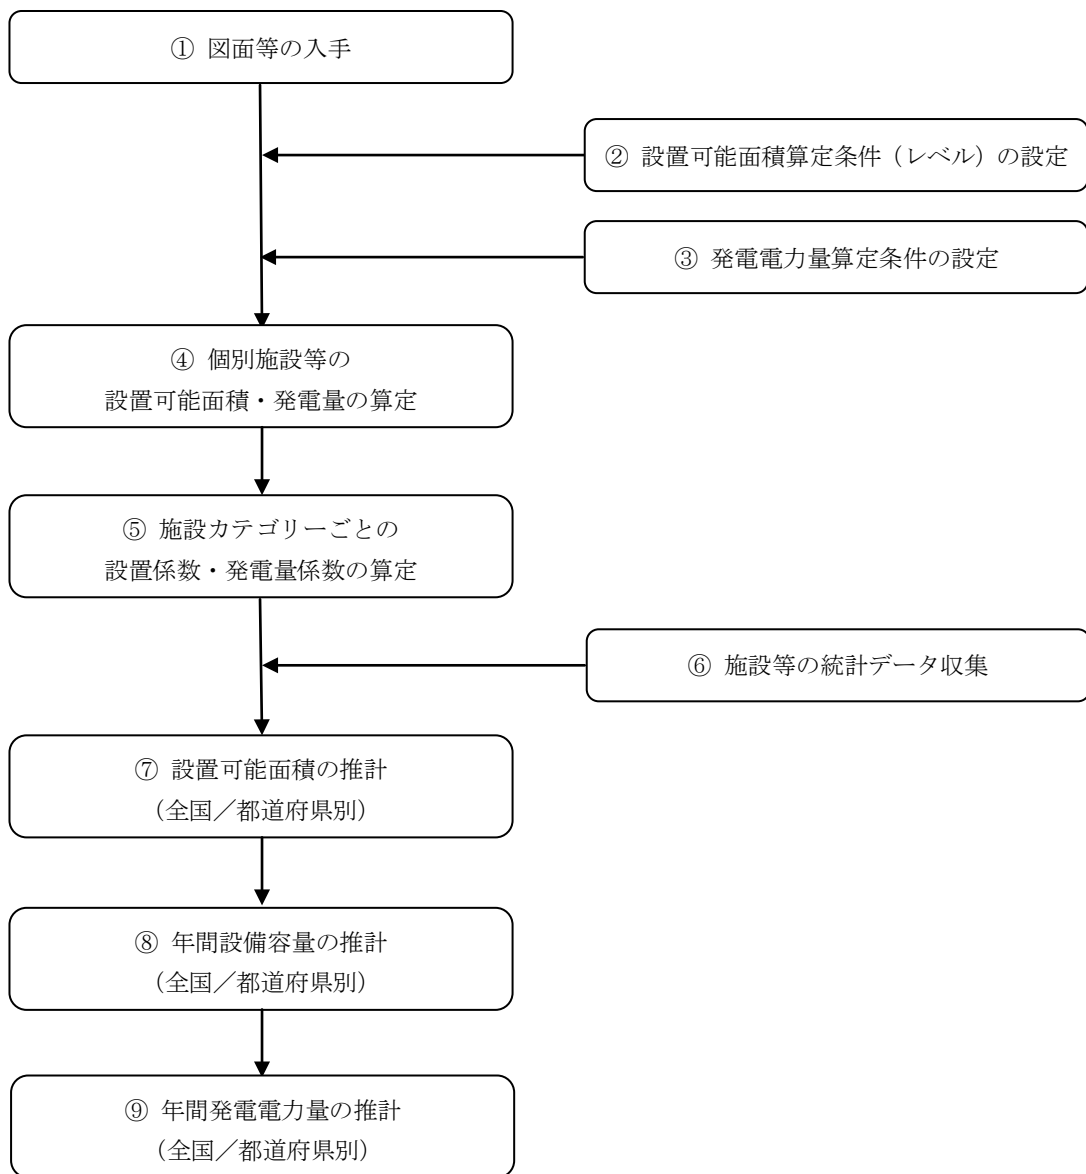 ① 図面等の入手
② 設置可能面積算定条件（レベル）の設定
③ 発電電力量算定条件の設定
④ 個別施設等の
設置可能面積・発電量の算定
⑤ 施設カテゴリーごとの
設置係数・発電量係数の算定
⑥ 施設等の統計データ収集
⑦ 設置可能面積の推計
（全国／都道府県別）
⑧ 年間設備容量の推計
（全国／都道府県別）
⑨ 年間発電電力量の推計
（全国／都道府県別）